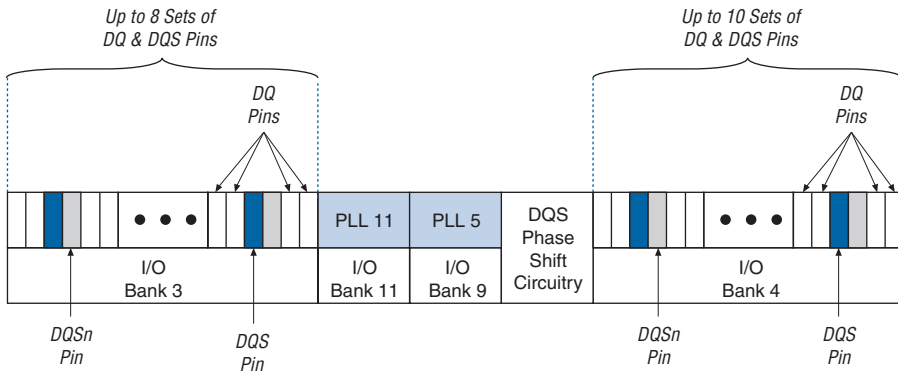 Up to 8 Sets of
DQ & DQS Pins
Up to 10 Sets of
DQ & DQS Pins
DQ
Pins
DQ
Pins
PLL 11
PLL 5
DQS
Phase
Shift
Circuitry
I/O
Bank 3
I/O
Bank 11
I/O
Bank 9
I/O
Bank 4
DQSn
Pin
DQS
Pin
DQSn
Pin
DQS
Pin